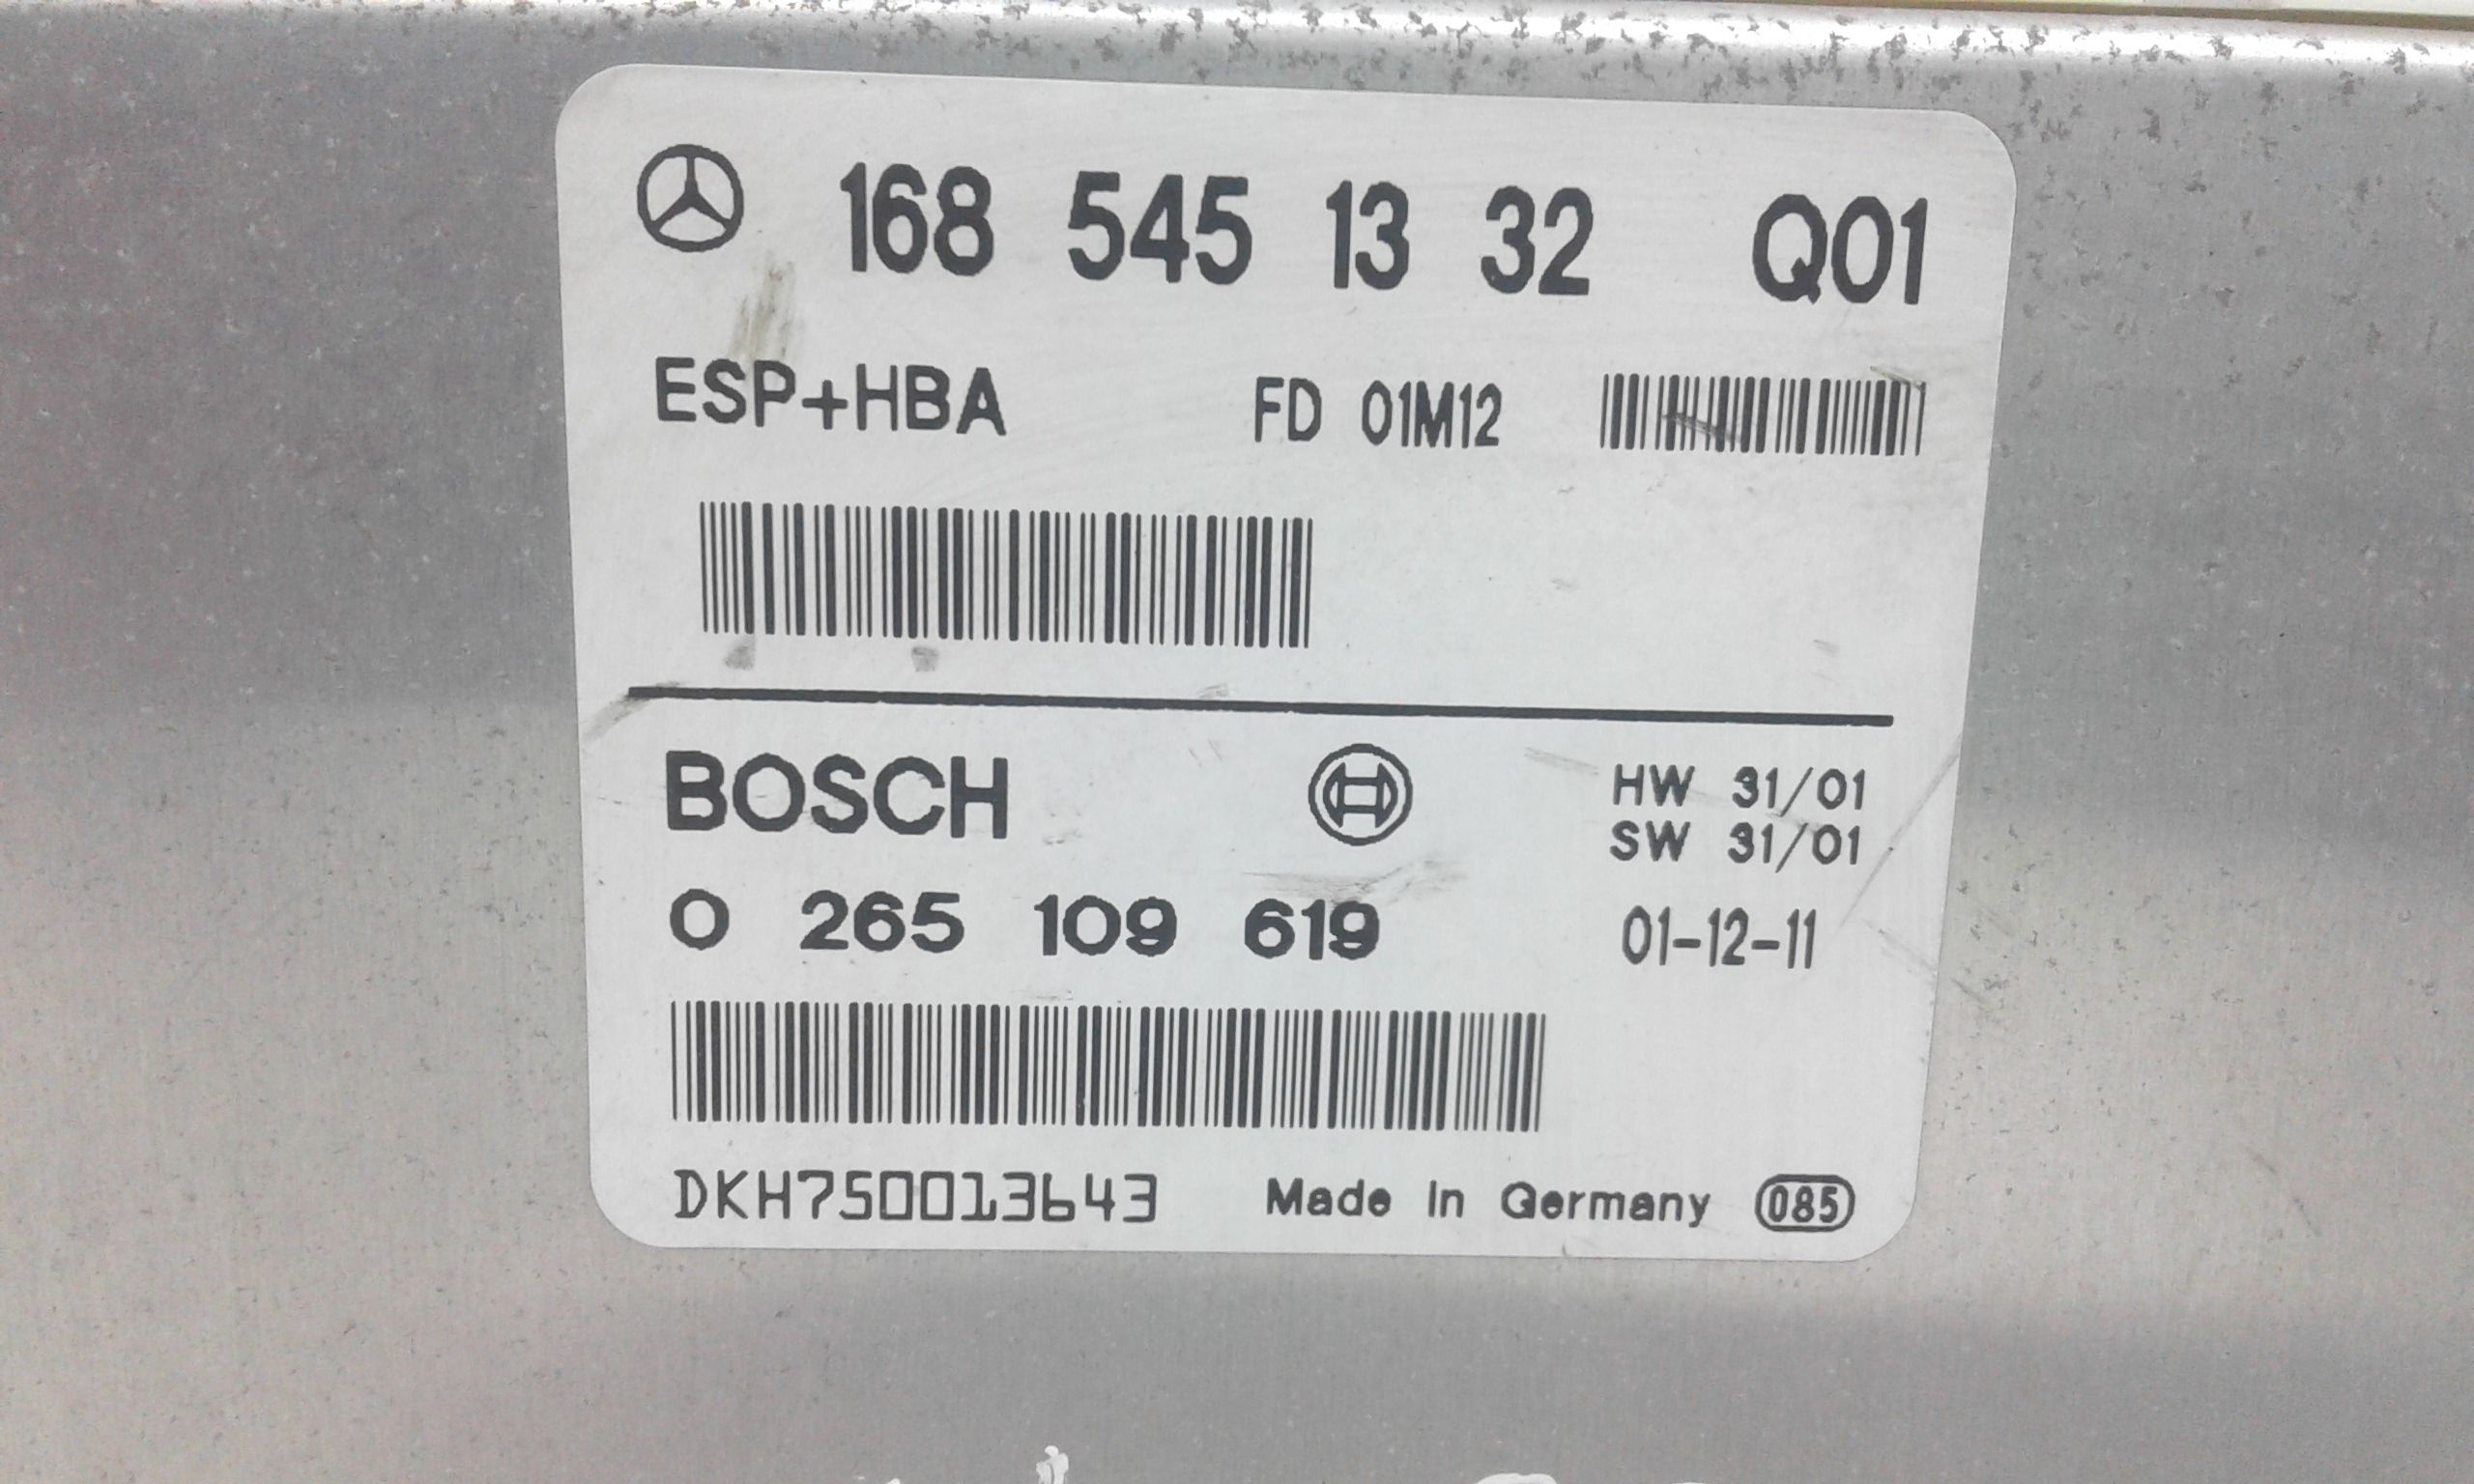 168 545 13 32 Q01
ESP+HBA FD 01M12
BOSCH HW 31/01
SW 31/01
0 265 109 619 01-12-11
DKH750013643 Made In Germany 085